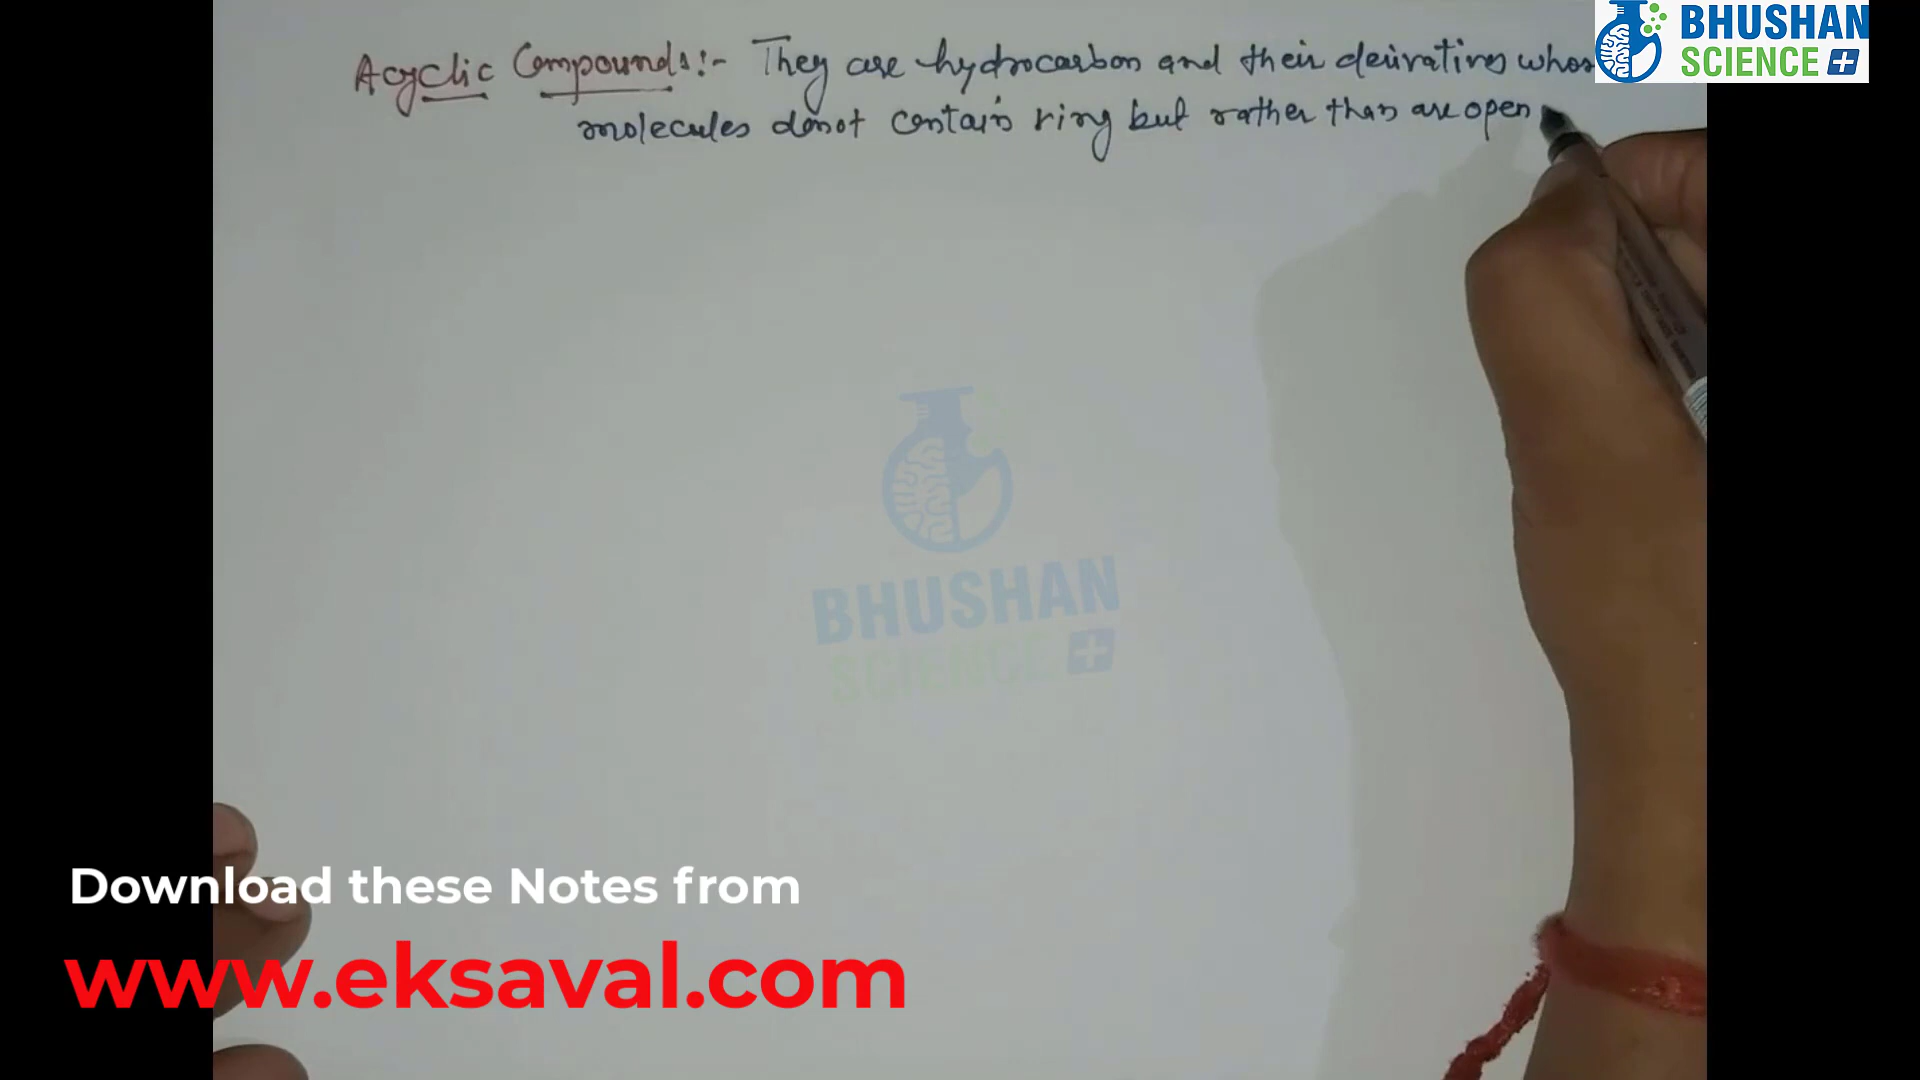 BHUSHAN
SCIENCE +
Acyclic Compounds:- They are hydrocarbon and their derivatives whos
molecules donot contain ring but rather than are open
BHUSHAN
SCIENCE +
Download these Notes from
www.eksaval.com